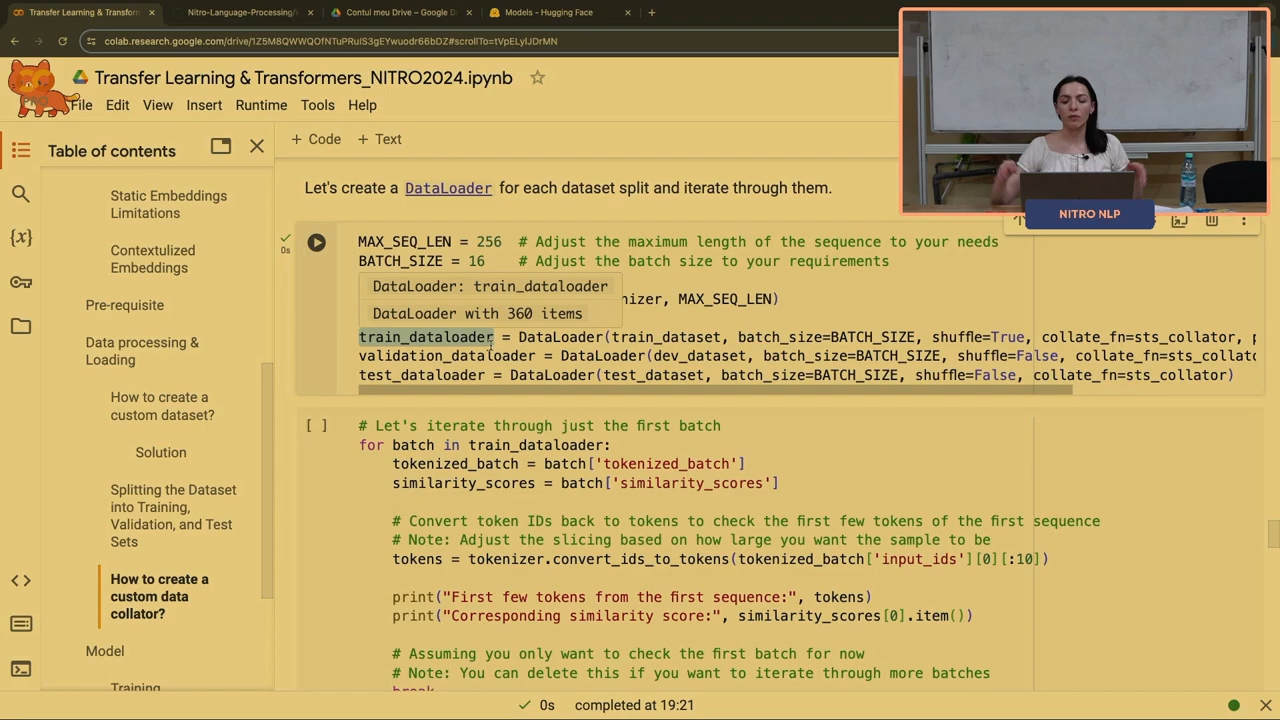 Transfer Learning & Transform
Nitro-Language-Processing/
Contul meu Drive – Google D
Models - Hugging Face
colab.research.google.com/drive/1Z5M8QWWQOfNTuPRulS3gEYwuodr66bDZ#scrollTo=tVpELyIJDrMN
Transfer Learning & Transformers_NITRO2024.ipynb
PRO
File Edit View Insert Runtime Tools Help
NITRO NLP
Table of contents
+ Code + Text
Static Embeddings
Limitations
Contextulized
Embeddings
Pre-requisite
Data processing &
Loading
How to create a
custom dataset?
Solution
Splitting the Dataset
into Training,
Validation, and Test
Sets
How to create a
custom data
collator?
Model
Training
Let's create a DataLoader for each dataset split and iterate through them.
0s
MAX_SEQ_LEN = 256 # Adjust the maximum length of the sequence to your needs
BATCH_SIZE = 16 # Adjust the batch size to your requirements
DataLoader: train_dataloader
nizer, MAX_SEQ_LEN)
DataLoader with 360 items
train_dataloader = DataLoader(train_dataset, batch_size=BATCH_SIZE, shuffle=True, collate_fn=sts_collator, p
validation_dataloader = DataLoader(dev_dataset, batch_size=BATCH_SIZE, shuffle=False, collate_fn=sts_collato
test_dataloader = DataLoader(test_dataset, batch_size=BATCH_SIZE, shuffle=False, collate_fn=sts_collator)
[ ]
# Let's iterate through just the first batch
for batch in train_dataloader:
tokenized_batch = batch['tokenized_batch']
similarity_scores = batch['similarity_scores']
# Convert token IDs back to tokens to check the first few tokens of the first sequence
# Note: Adjust the slicing based on how large you want the sample to be
tokens = tokenizer.convert_ids_to_tokens(tokenized_batch['input_ids'][0][:10])
print("First few tokens from the first sequence:", tokens)
print("Corresponding similarity score:", similarity_scores[0].item())
# Assuming you only want to check the first batch for now
# Note: You can delete this if you want to iterate through more batches
break
0s completed at 19:21